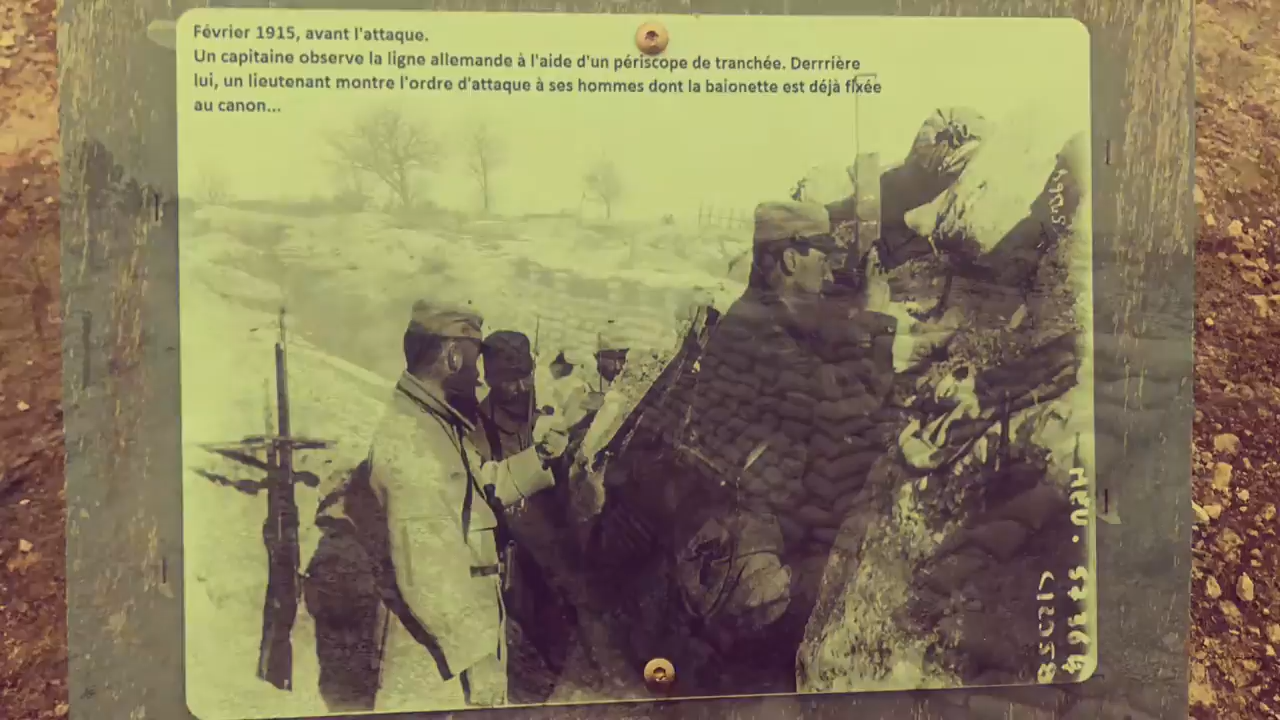 Février 1915, avant l'attaque.
Un capitaine observe la ligne allemande à l'aide d'un périscope de tranchée. Derrrière
lui, un lieutenant montre l'ordre d'attaque à ses hommes dont la baionette est déjà fixée
au canon...